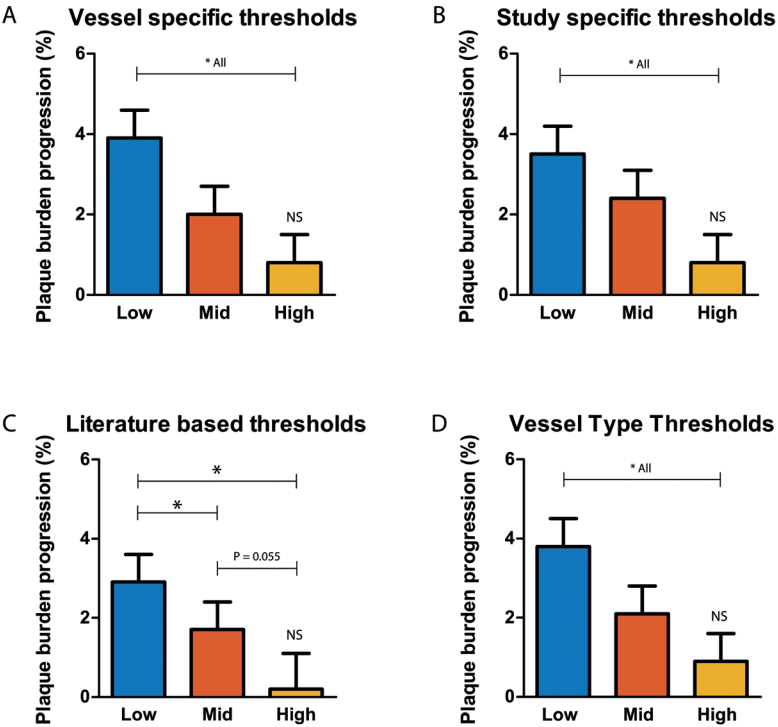 A
Vessel specific thresholds
Plaque burden progression (%)
6
4
2
0
* All
NS
Low
Mid
High
B
Study specific thresholds
Plaque burden progression (%)
6
4
2
0
* All
NS
Low
Mid
High
C
Literature based thresholds
Plaque burden progression (%)
6
4
2
0
*
*
P = 0.055
NS
Low
Mid
High
D
Vessel Type Thresholds
Plaque burden progression (%)
6
4
2
0
* All
NS
Low
Mid
High